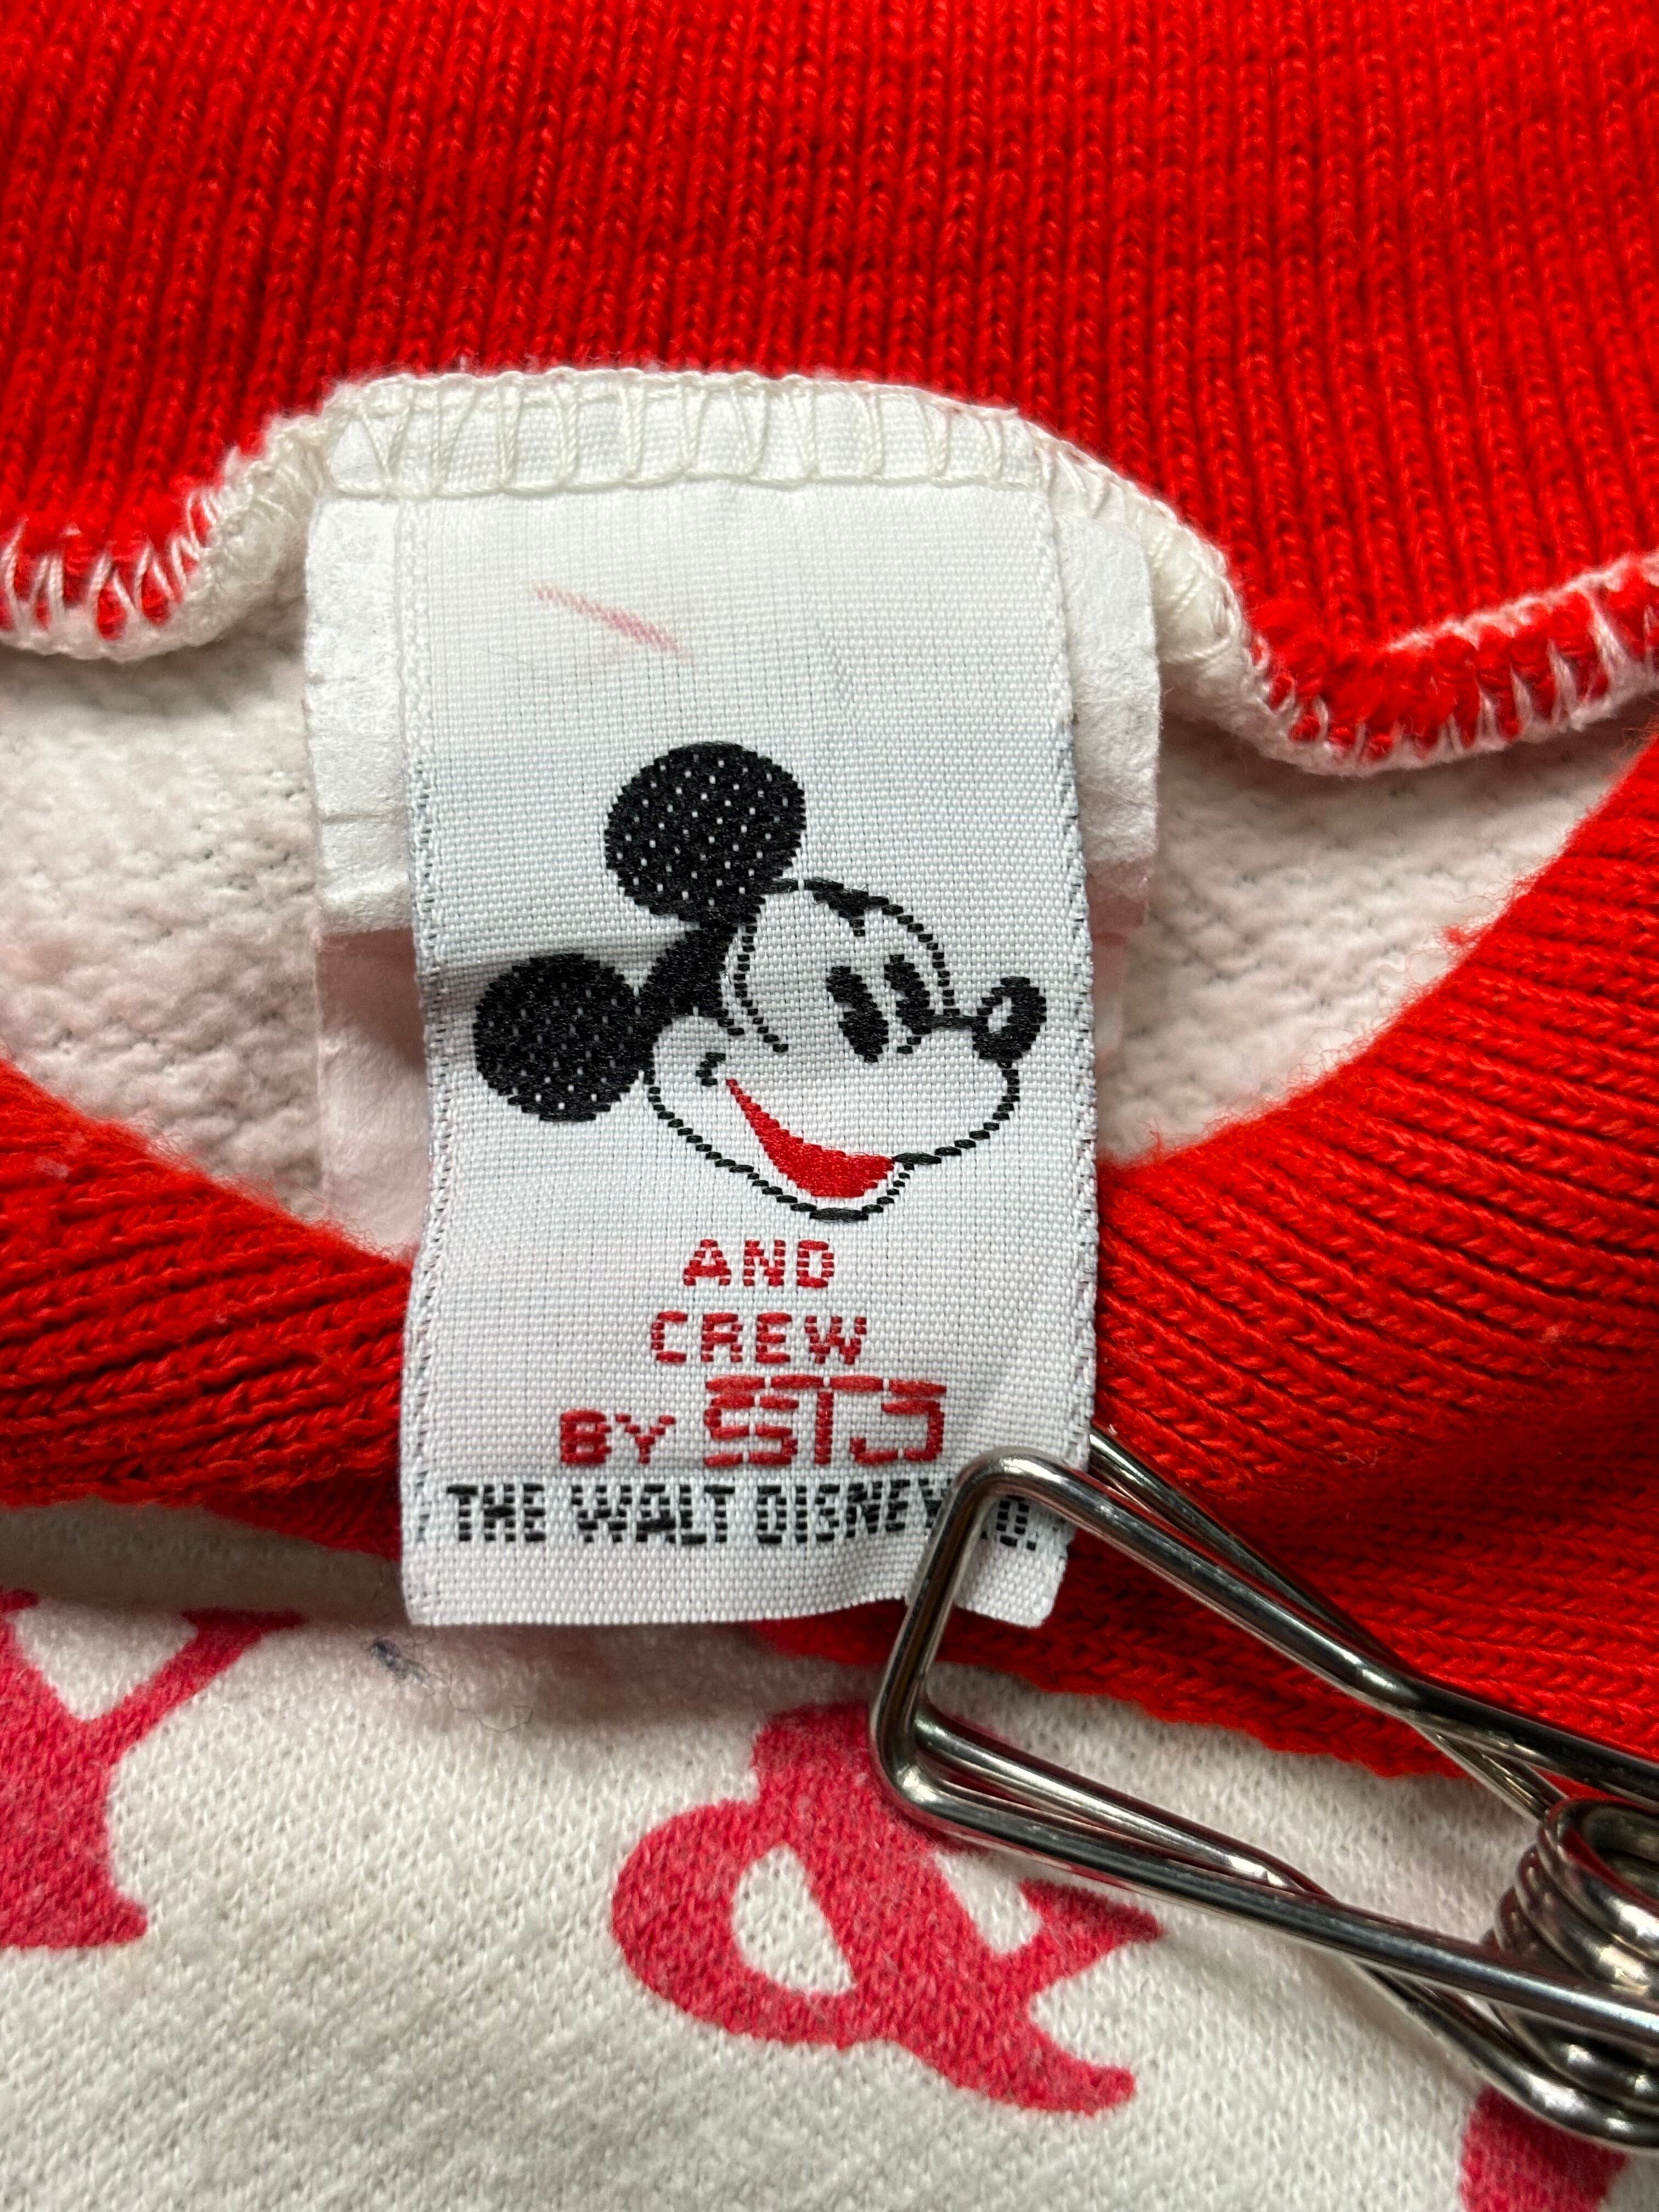 AND
CREW
BY SSTJ
THE WALT DISNEY CO.
&